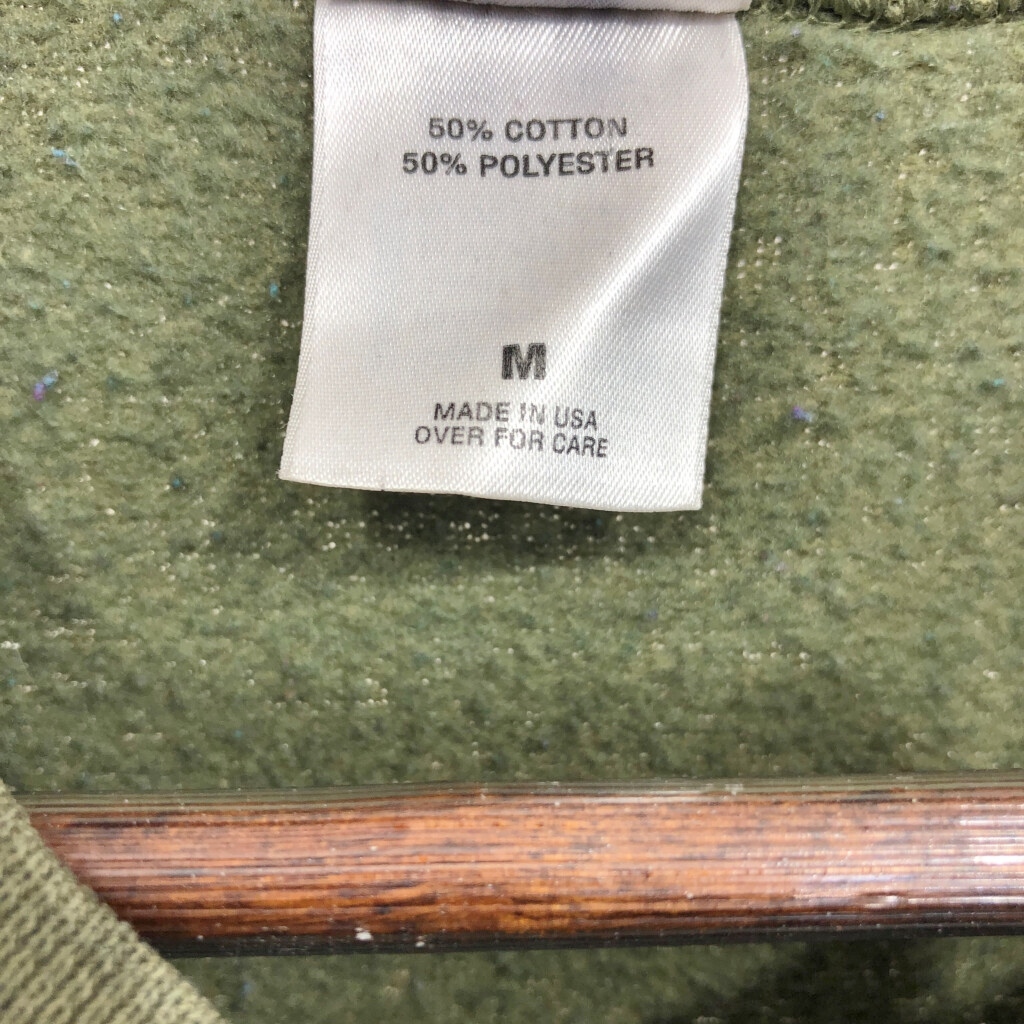 50% COTTON
50% POLYESTER
M
MADE IN USA
OVER FOR CARE